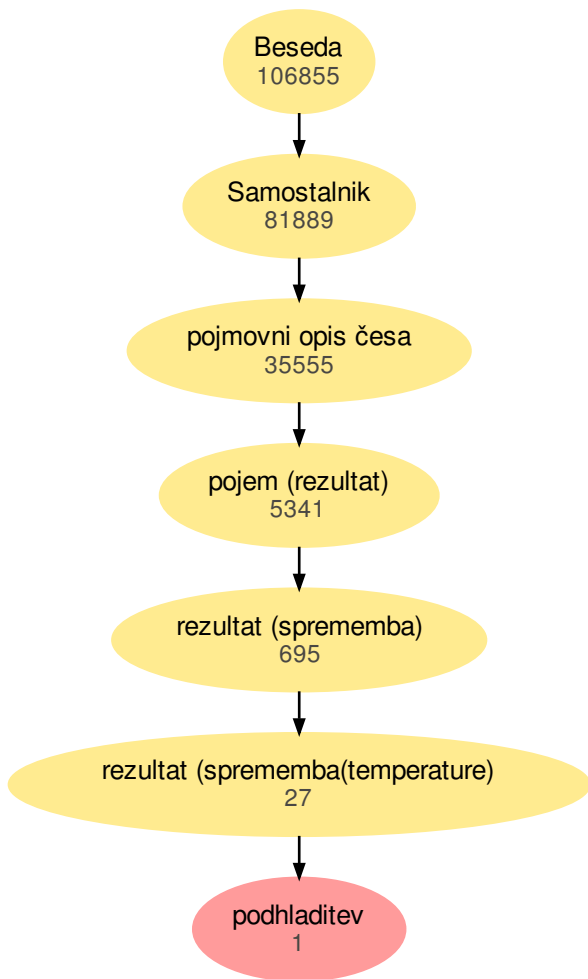 Beseda
106855
Samostalnik
81889
pojmovni opis česa
35555
pojem (rezultat)
5341
rezultat (sprememba)
695
rezultat (sprememba(temperature)
27
podhladitev
1